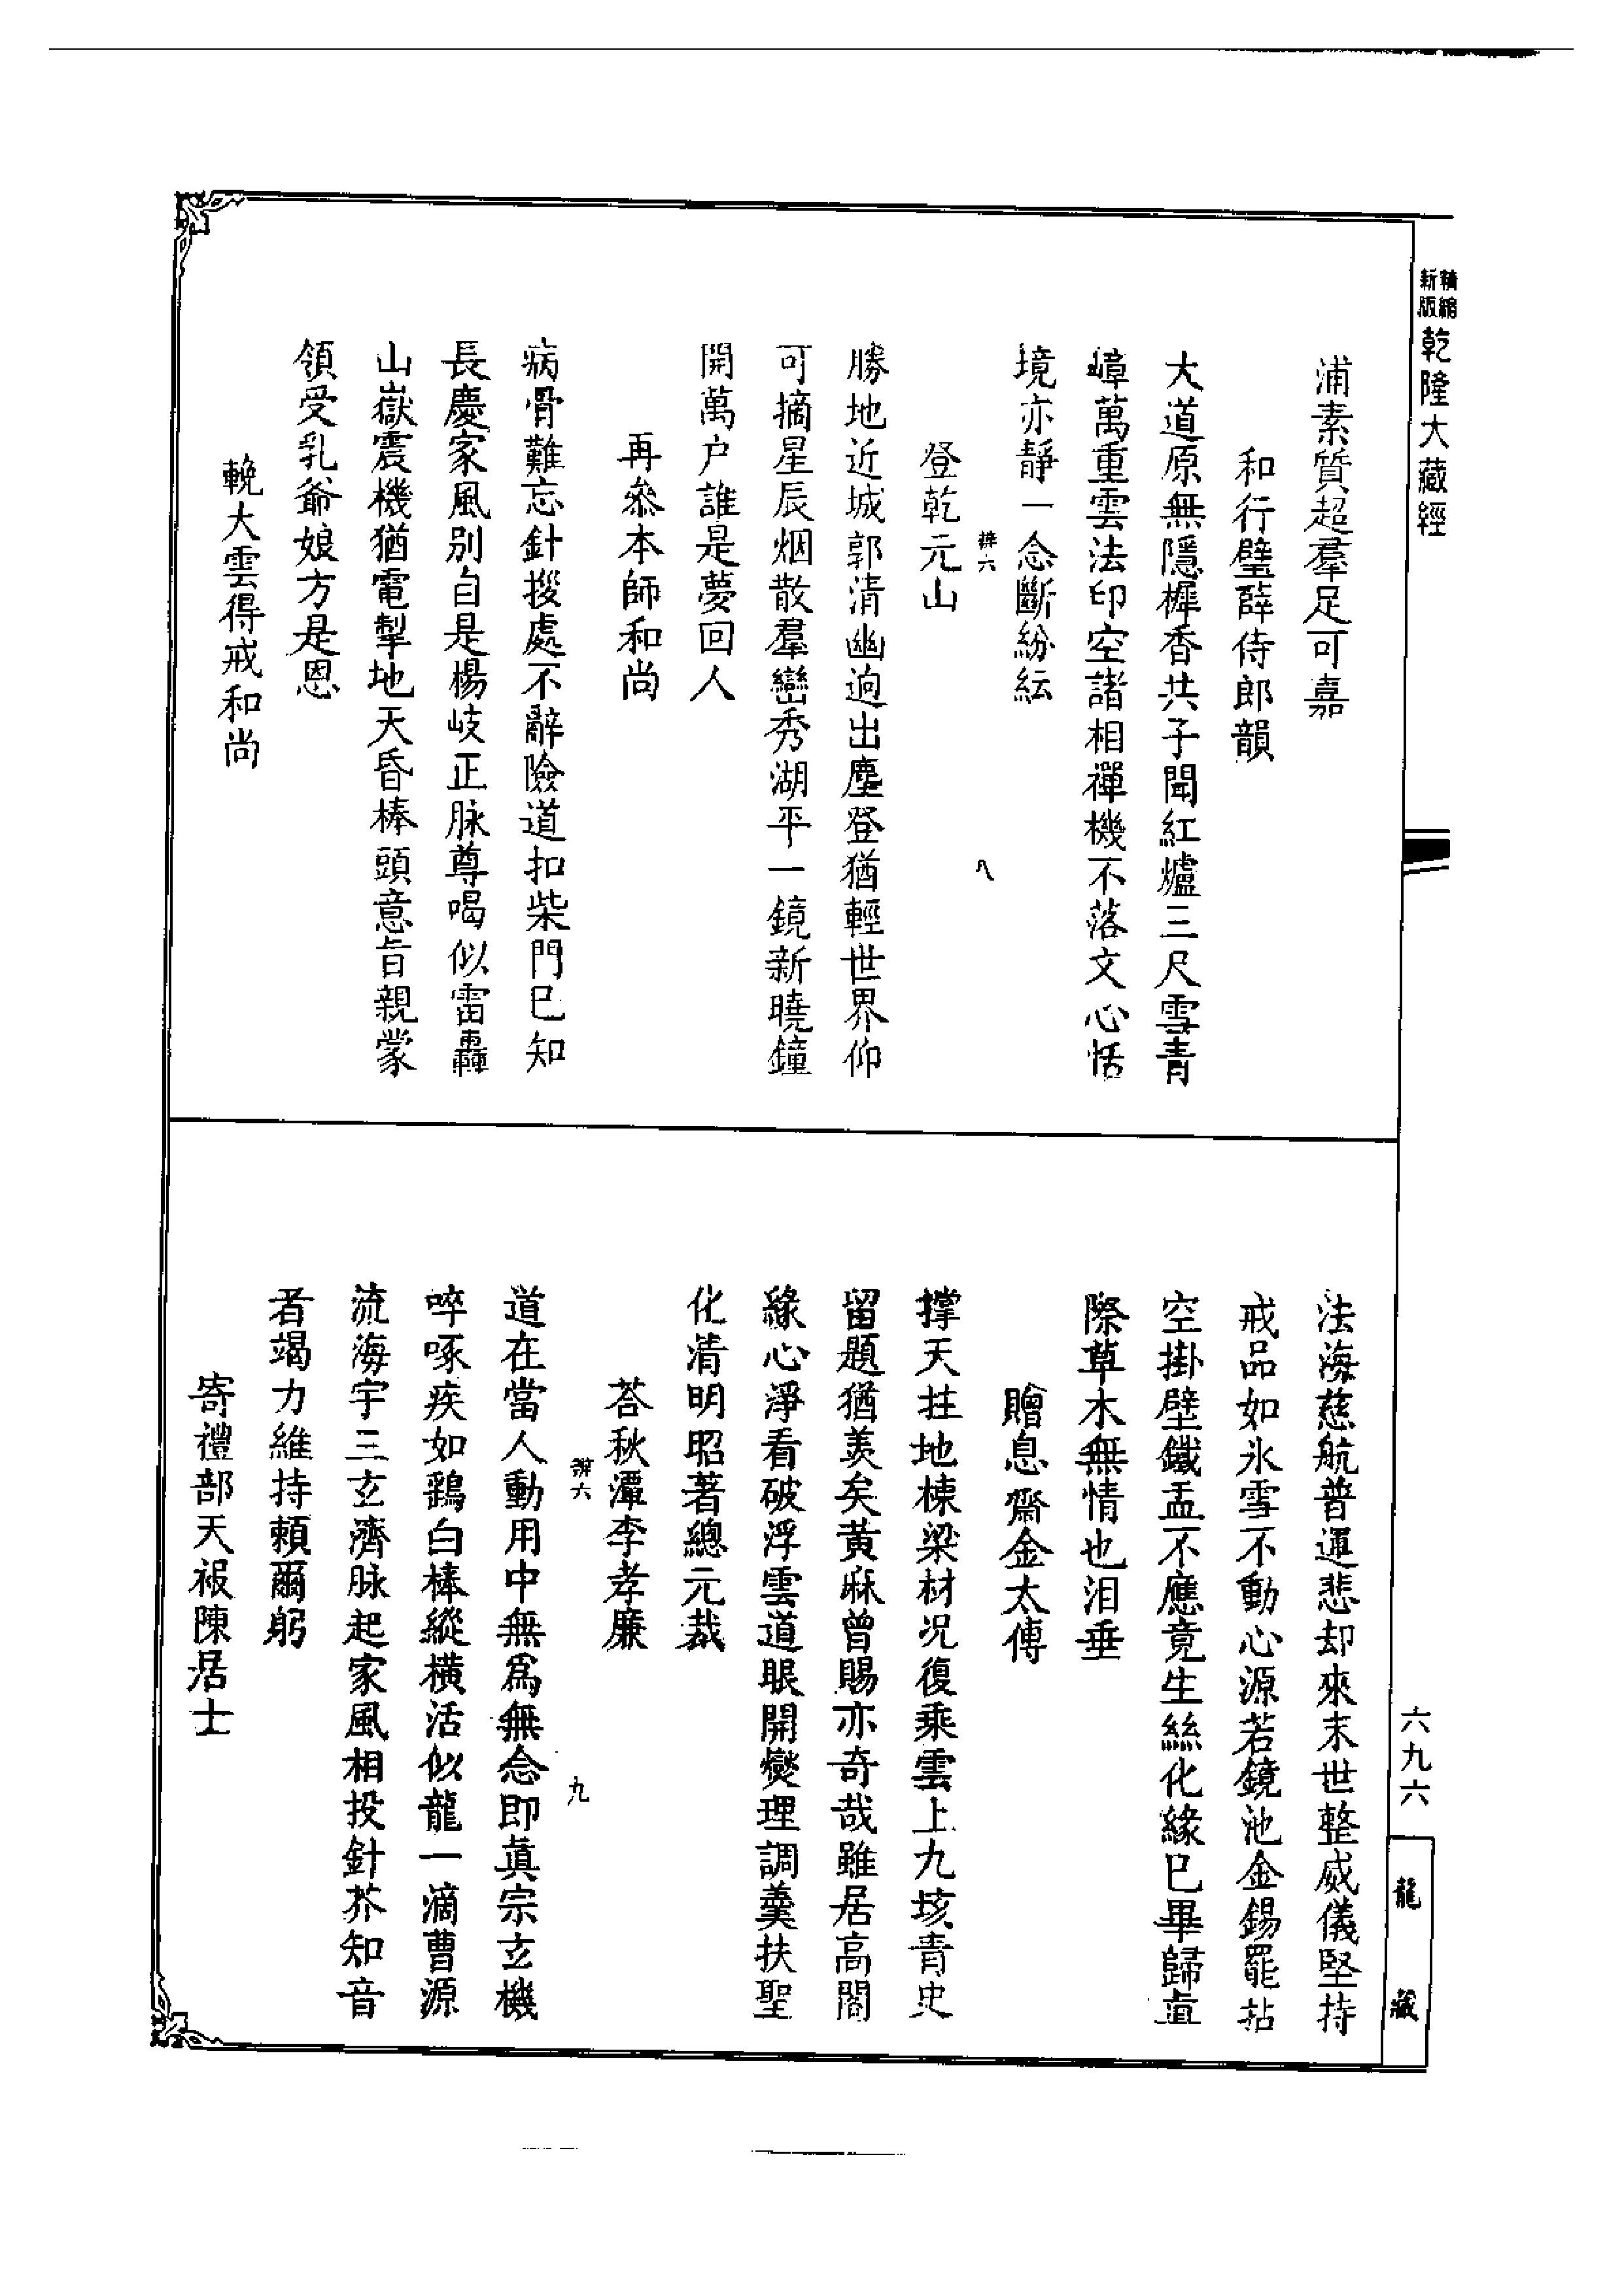 精縮
新版
乾隆大藏經
浦素質超羣足可嘉
和行璧薛侍郎韻
大道原無隱樨香共子聞紅爐三尺雪青
嶂萬重雲法印空諸相禪機不落文心恬
境亦靜一念斷紛紜
辨六
八
登乾元山
勝地近城郭清幽逈出塵登猶輕世界仰
可摘星辰烟散羣巒秀湖平一鏡新曉鐘
開萬户誰是夢回人
再叅本師和尚
病骨難忘針拶處不辭險道扣柴門已知
長慶家風別自是楊岐正脉尊喝似雷轟
山嶽震機猶電掣地天昏棒頭意旨親蒙
領受乳爺娘方是恩
輓大雲得戒和尚
法海慈航普運悲却來末世整威儀堅持
戒品如氷雪不動心源若鏡池金錫罷拈
空掛壁鐵盂不應竟生絲化緣已畢歸眞
際草木無情也泪垂
贈息齋金太傅
撑天拄地棟梁材况復乘雲上九垓青史
留題猶羡矣黃麻曾賜亦奇哉雖居高閣
緣心淨看破浮雲道眼開燮理調羹扶聖
化清明昭著總元裁
荅秋潭李孝廉
辨六
九
道在當人動用中無爲無念即眞宗玄機
啐啄疾如鷂白棒縱橫活似龍一滴曹源
流海宇三玄濟脉起家風相投針芥知音
者竭力維持頼爾躬
寄禮部天裉陳居士
六九六
龍藏